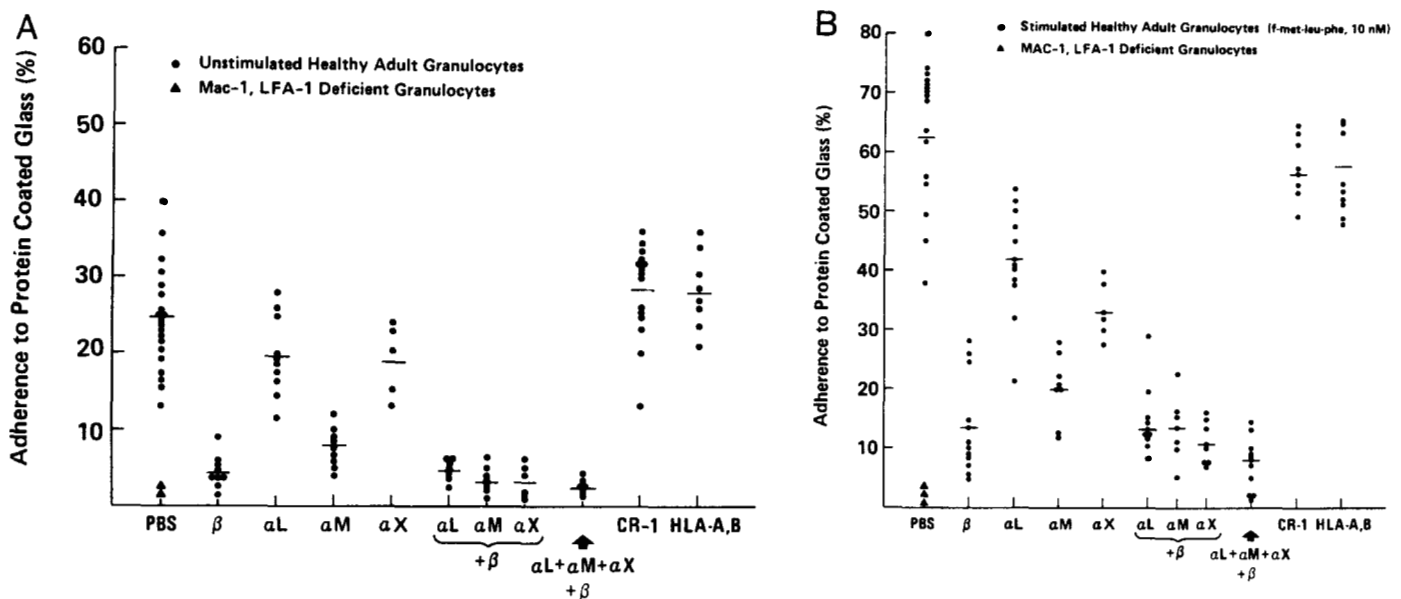 A
Adherence to Protein Coated Glass (%)
60
50
40
30
20
10
● Unstimulated Healthy Adult Granulocytes
▲ Mac-1, LFA-1 Deficient Granulocytes
PBS β αL αM αX αL αM αX CR-1 HLA-A,B
+β
αL+αM+αX
+β
B
Adherence to Protein Coated Glass (%)
80
70
60
50
40
30
20
10
● Stimulated Healthy Adult Granulocytes (f-met-leu-phe, 10 nM)
▲ MAC-1, LFA-1 Deficient Granulocytes
PBS β αL αM αX αL αM αX CR-1 HLA-A,B
+β
αL+αM+αX
+β